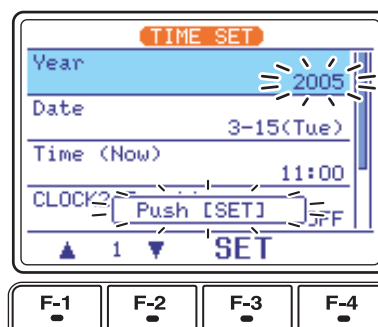 TIME SET
Year
2005
Date
3-15(Tue)
Time (Now)
11:00
CLOCK2
Push [SET]
OFF
▲ 1 ▼ SET
F-1 F-2 F-3 F-4